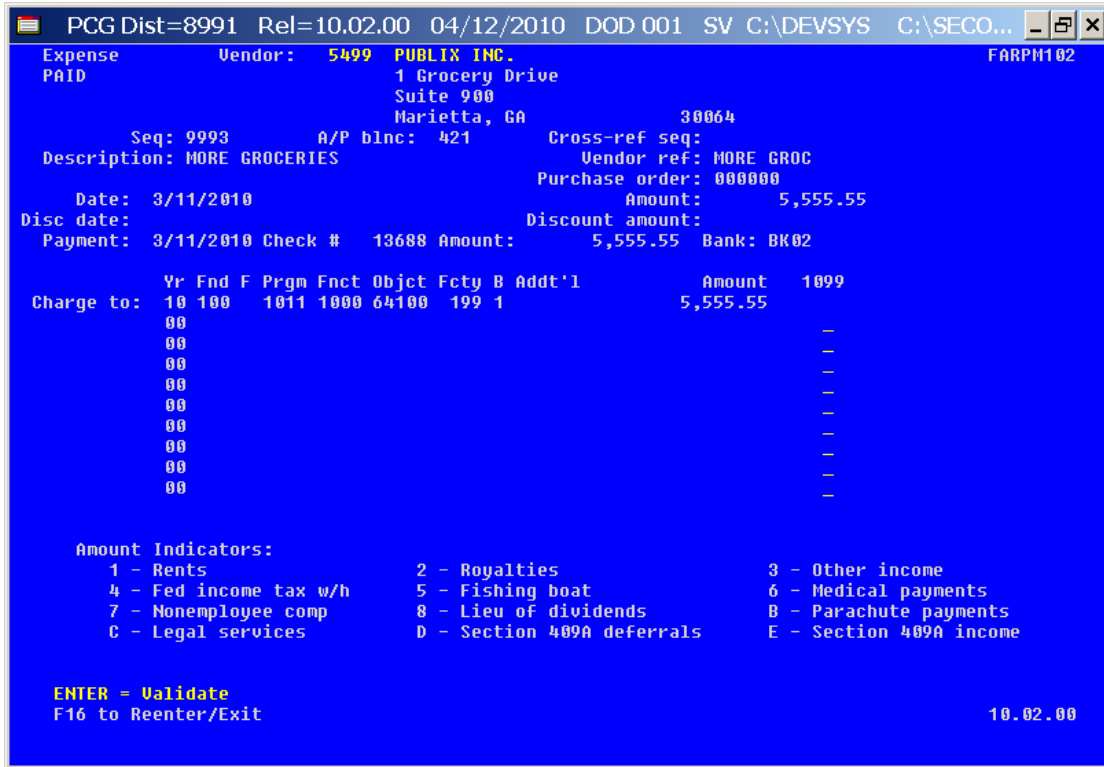 PCG Dist=8991 Rel=10.02.00 04/12/2010 DOD 001 SV C:\DEVSYS C:\SECO...
Expense Vendor: 5499 PUBLIX INC. FARPM102
PAID 1 Grocery Drive
Suite 900
Marietta, GA 30064
Seq: 9993 A/P blnc: 421 Cross-ref seq:
Description: MORE GROCERIES Vendor ref: MORE GROC
Purchase order: 000000
Date: 3/11/2010 Amount: 5,555.55
Disc date: Discount amount:
Payment: 3/11/2010 Check # 13688 Amount: 5,555.55 Bank: BK02
Yr Fnd F Prgm Fnct Objct Fcty B Addt'l Amount 1099
Charge to: 10 100 1011 1000 64100 199 1 5,555.55
00 _
00 _
00 _
00 _
00 _
00 _
00 _
00 _
00 _
Amount Indicators:
1 - Rents 2 - Royalties 3 - Other income
4 - Fed income tax w/h 5 - Fishing boat 6 - Medical payments
7 - Nonemployee comp 8 - Lieu of dividends B - Parachute payments
C - Legal services D - Section 409A deferrals E - Section 409A income
ENTER = Validate
F16 to Reenter/Exit 10.02.00